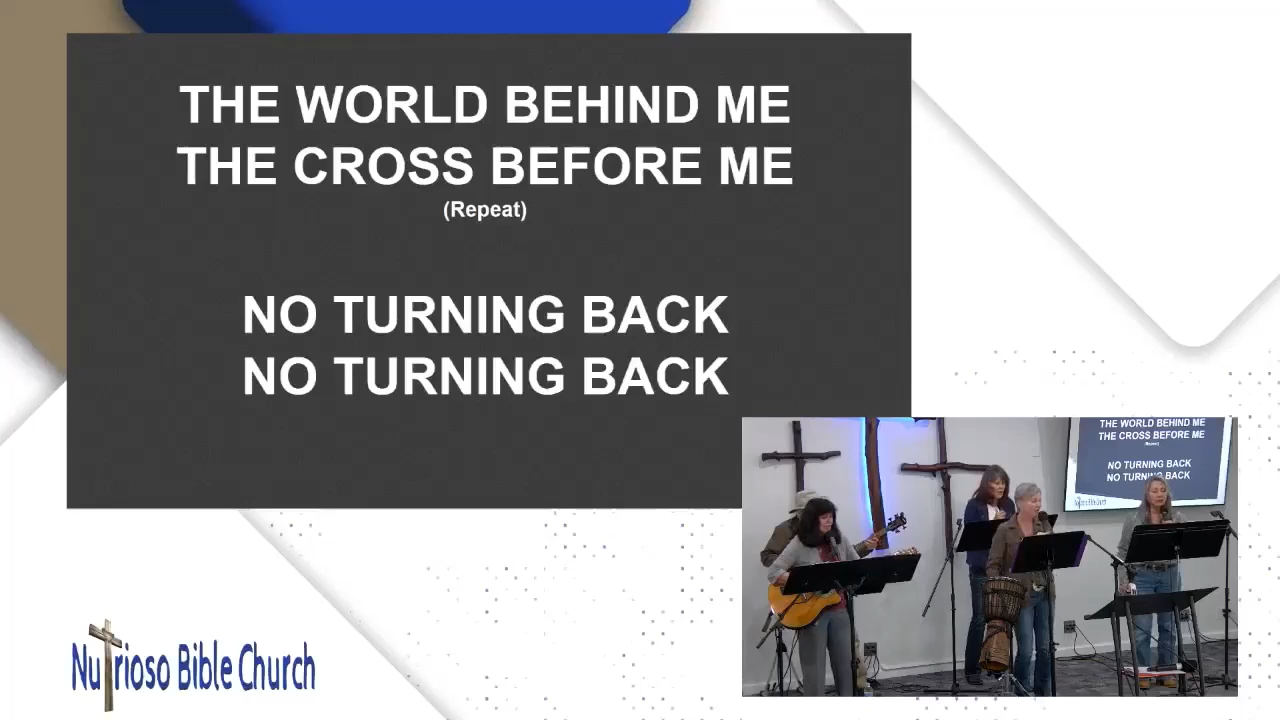 THE WORLD BEHIND ME
THE CROSS BEFORE ME
(Repeat)
NO TURNING BACK
NO TURNING BACK
THE WORLD BEHIND ME
THE CROSS BEFORE ME
(Repeat)
NO TURNING BACK
NO TURNING BACK
Nutrioso Bible Church